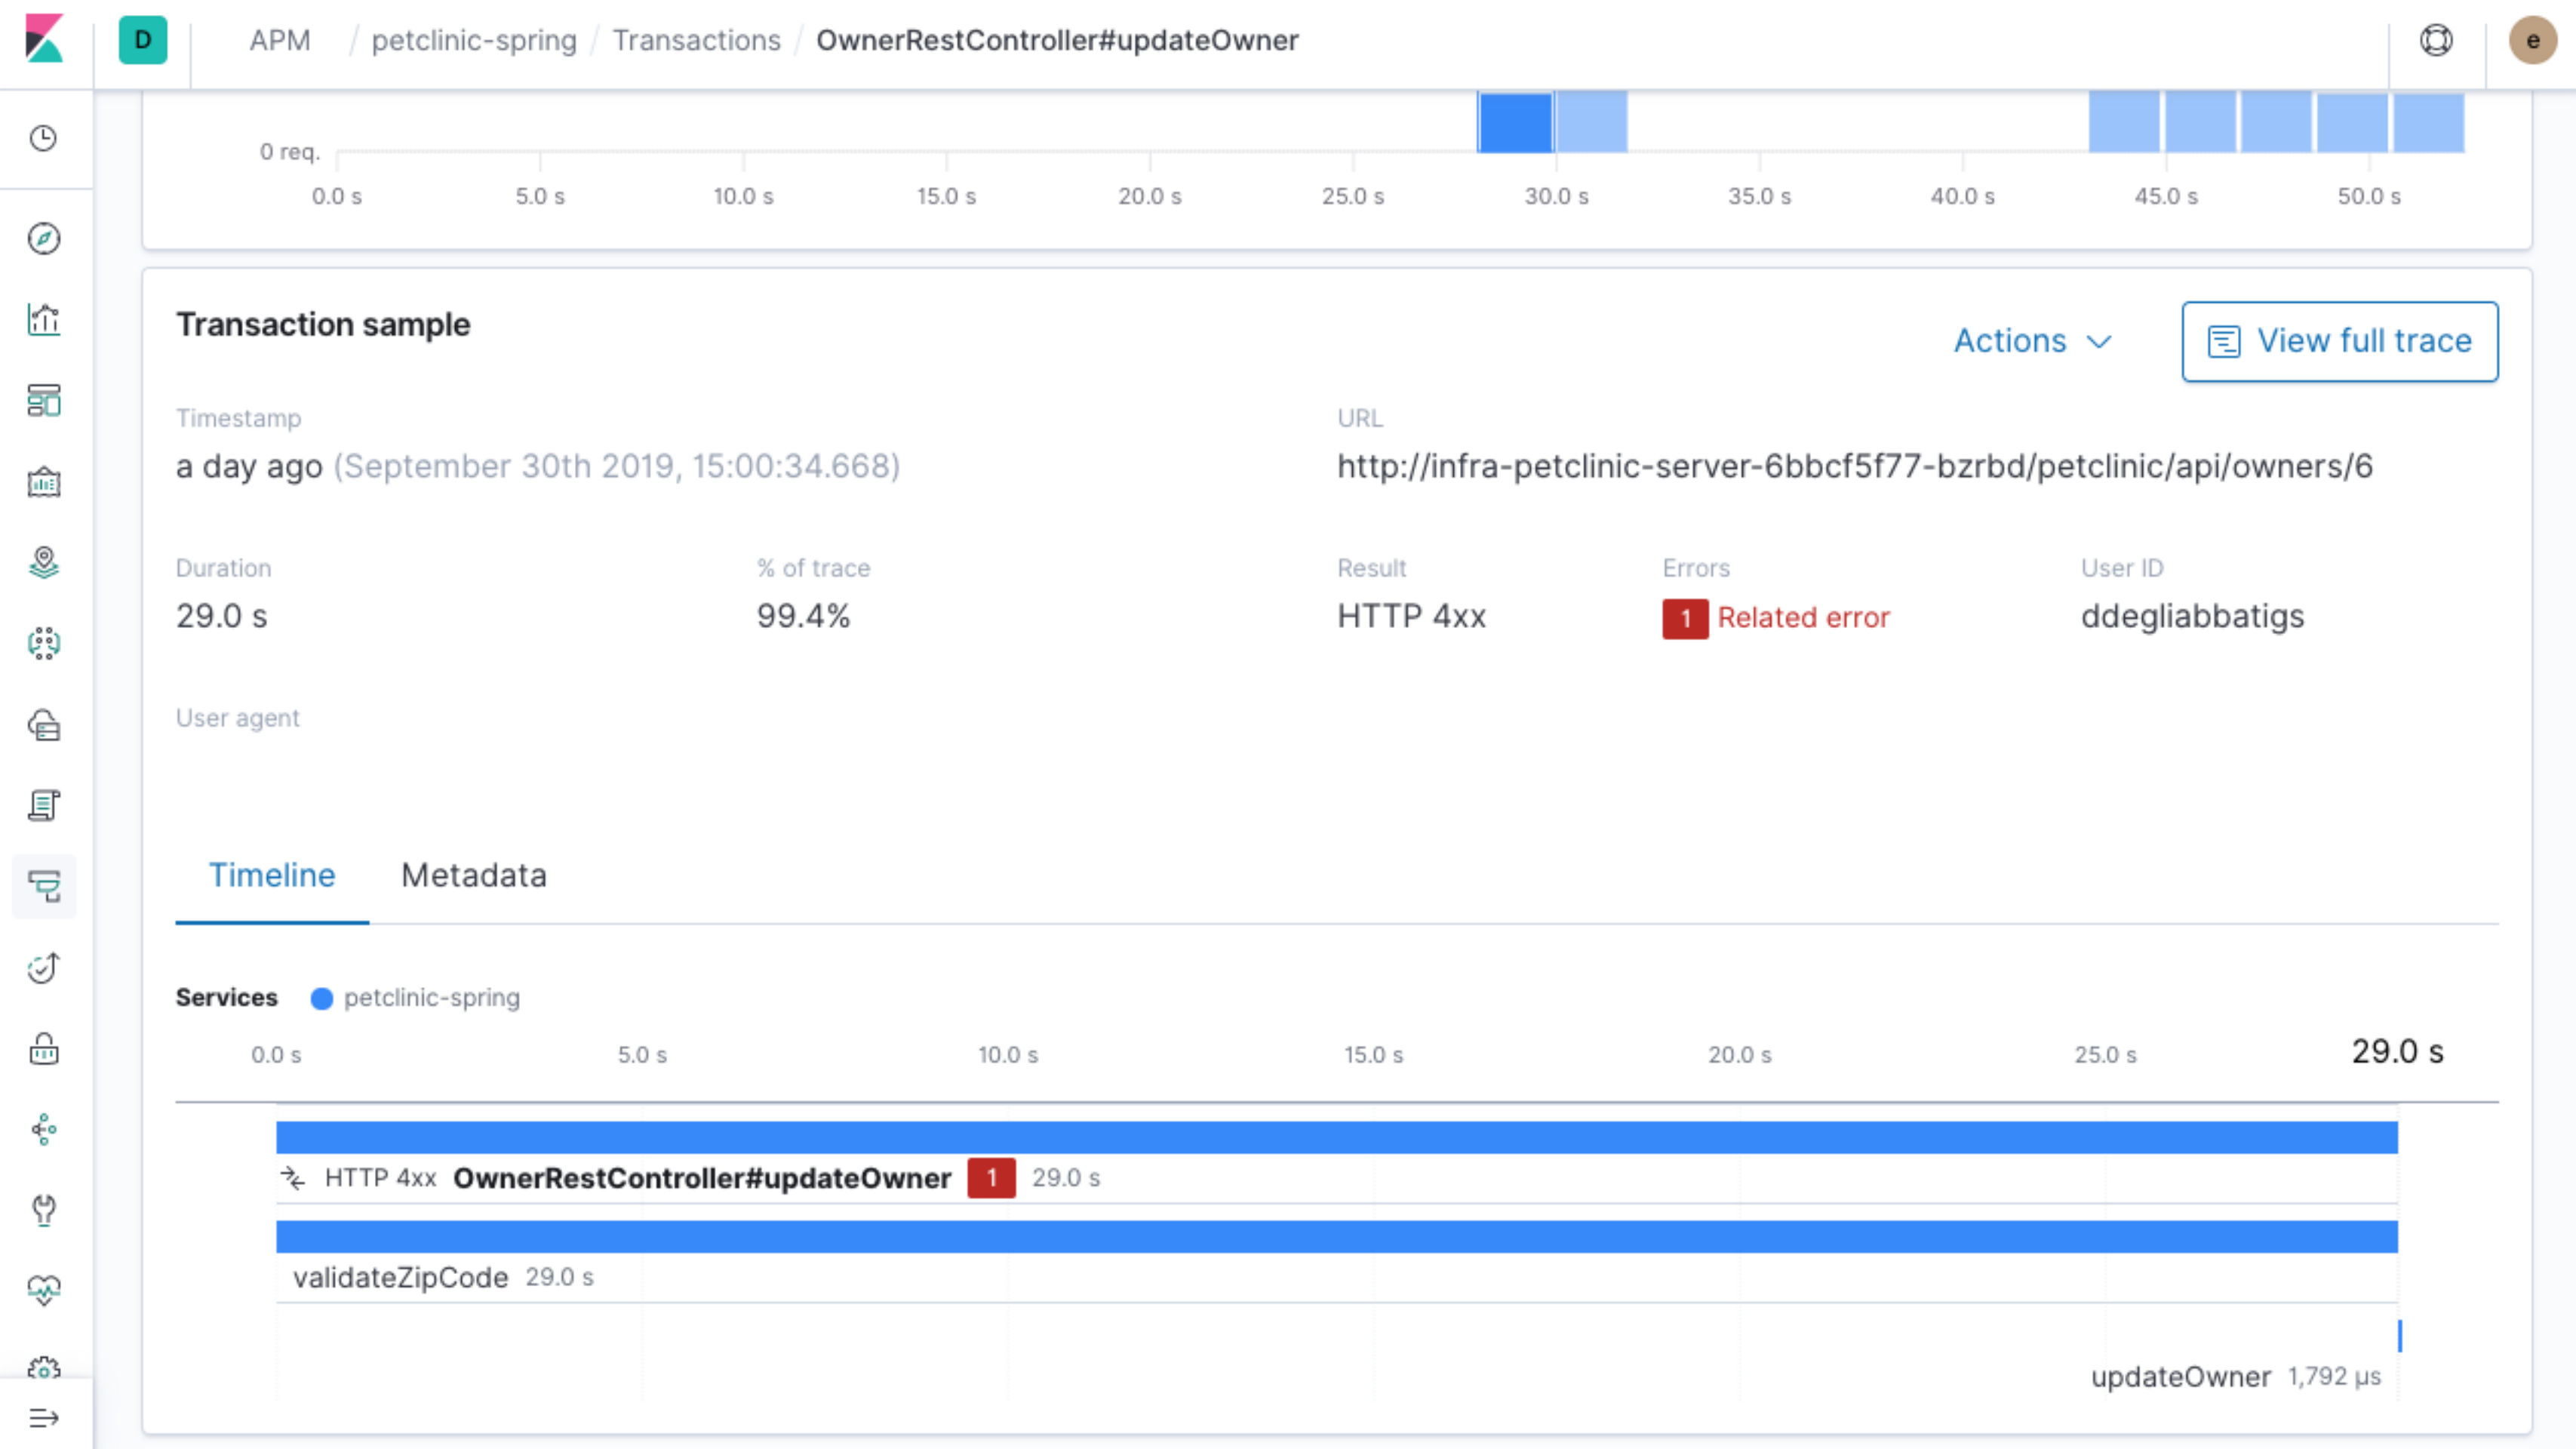 D APM / petclinic-spring / Transactions / OwnerRestController#updateOwner e
0 req.
0.0 s 5.0 s 10.0 s 15.0 s 20.0 s 25.0 s 30.0 s 35.0 s 40.0 s 45.0 s 50.0 s
Transaction sample
Actions View full trace
Timestamp URL
a day ago (September 30th 2019, 15:00:34.668) http://infra-petclinic-server-6bbcf5f77-bzrbd/petclinic/api/owners/6
Duration % of trace Result Errors User ID
29.0 s 99.4% HTTP 4xx 1 Related error ddegliabbatigs
User agent
Timeline Metadata
Services petclinic-spring
0.0 s 5.0 s 10.0 s 15.0 s 20.0 s 25.0 s 29.0 s
HTTP 4xx OwnerRestController#updateOwner 1 29.0 s
validateZipCode 29.0 s
updateOwner 1,792 μs